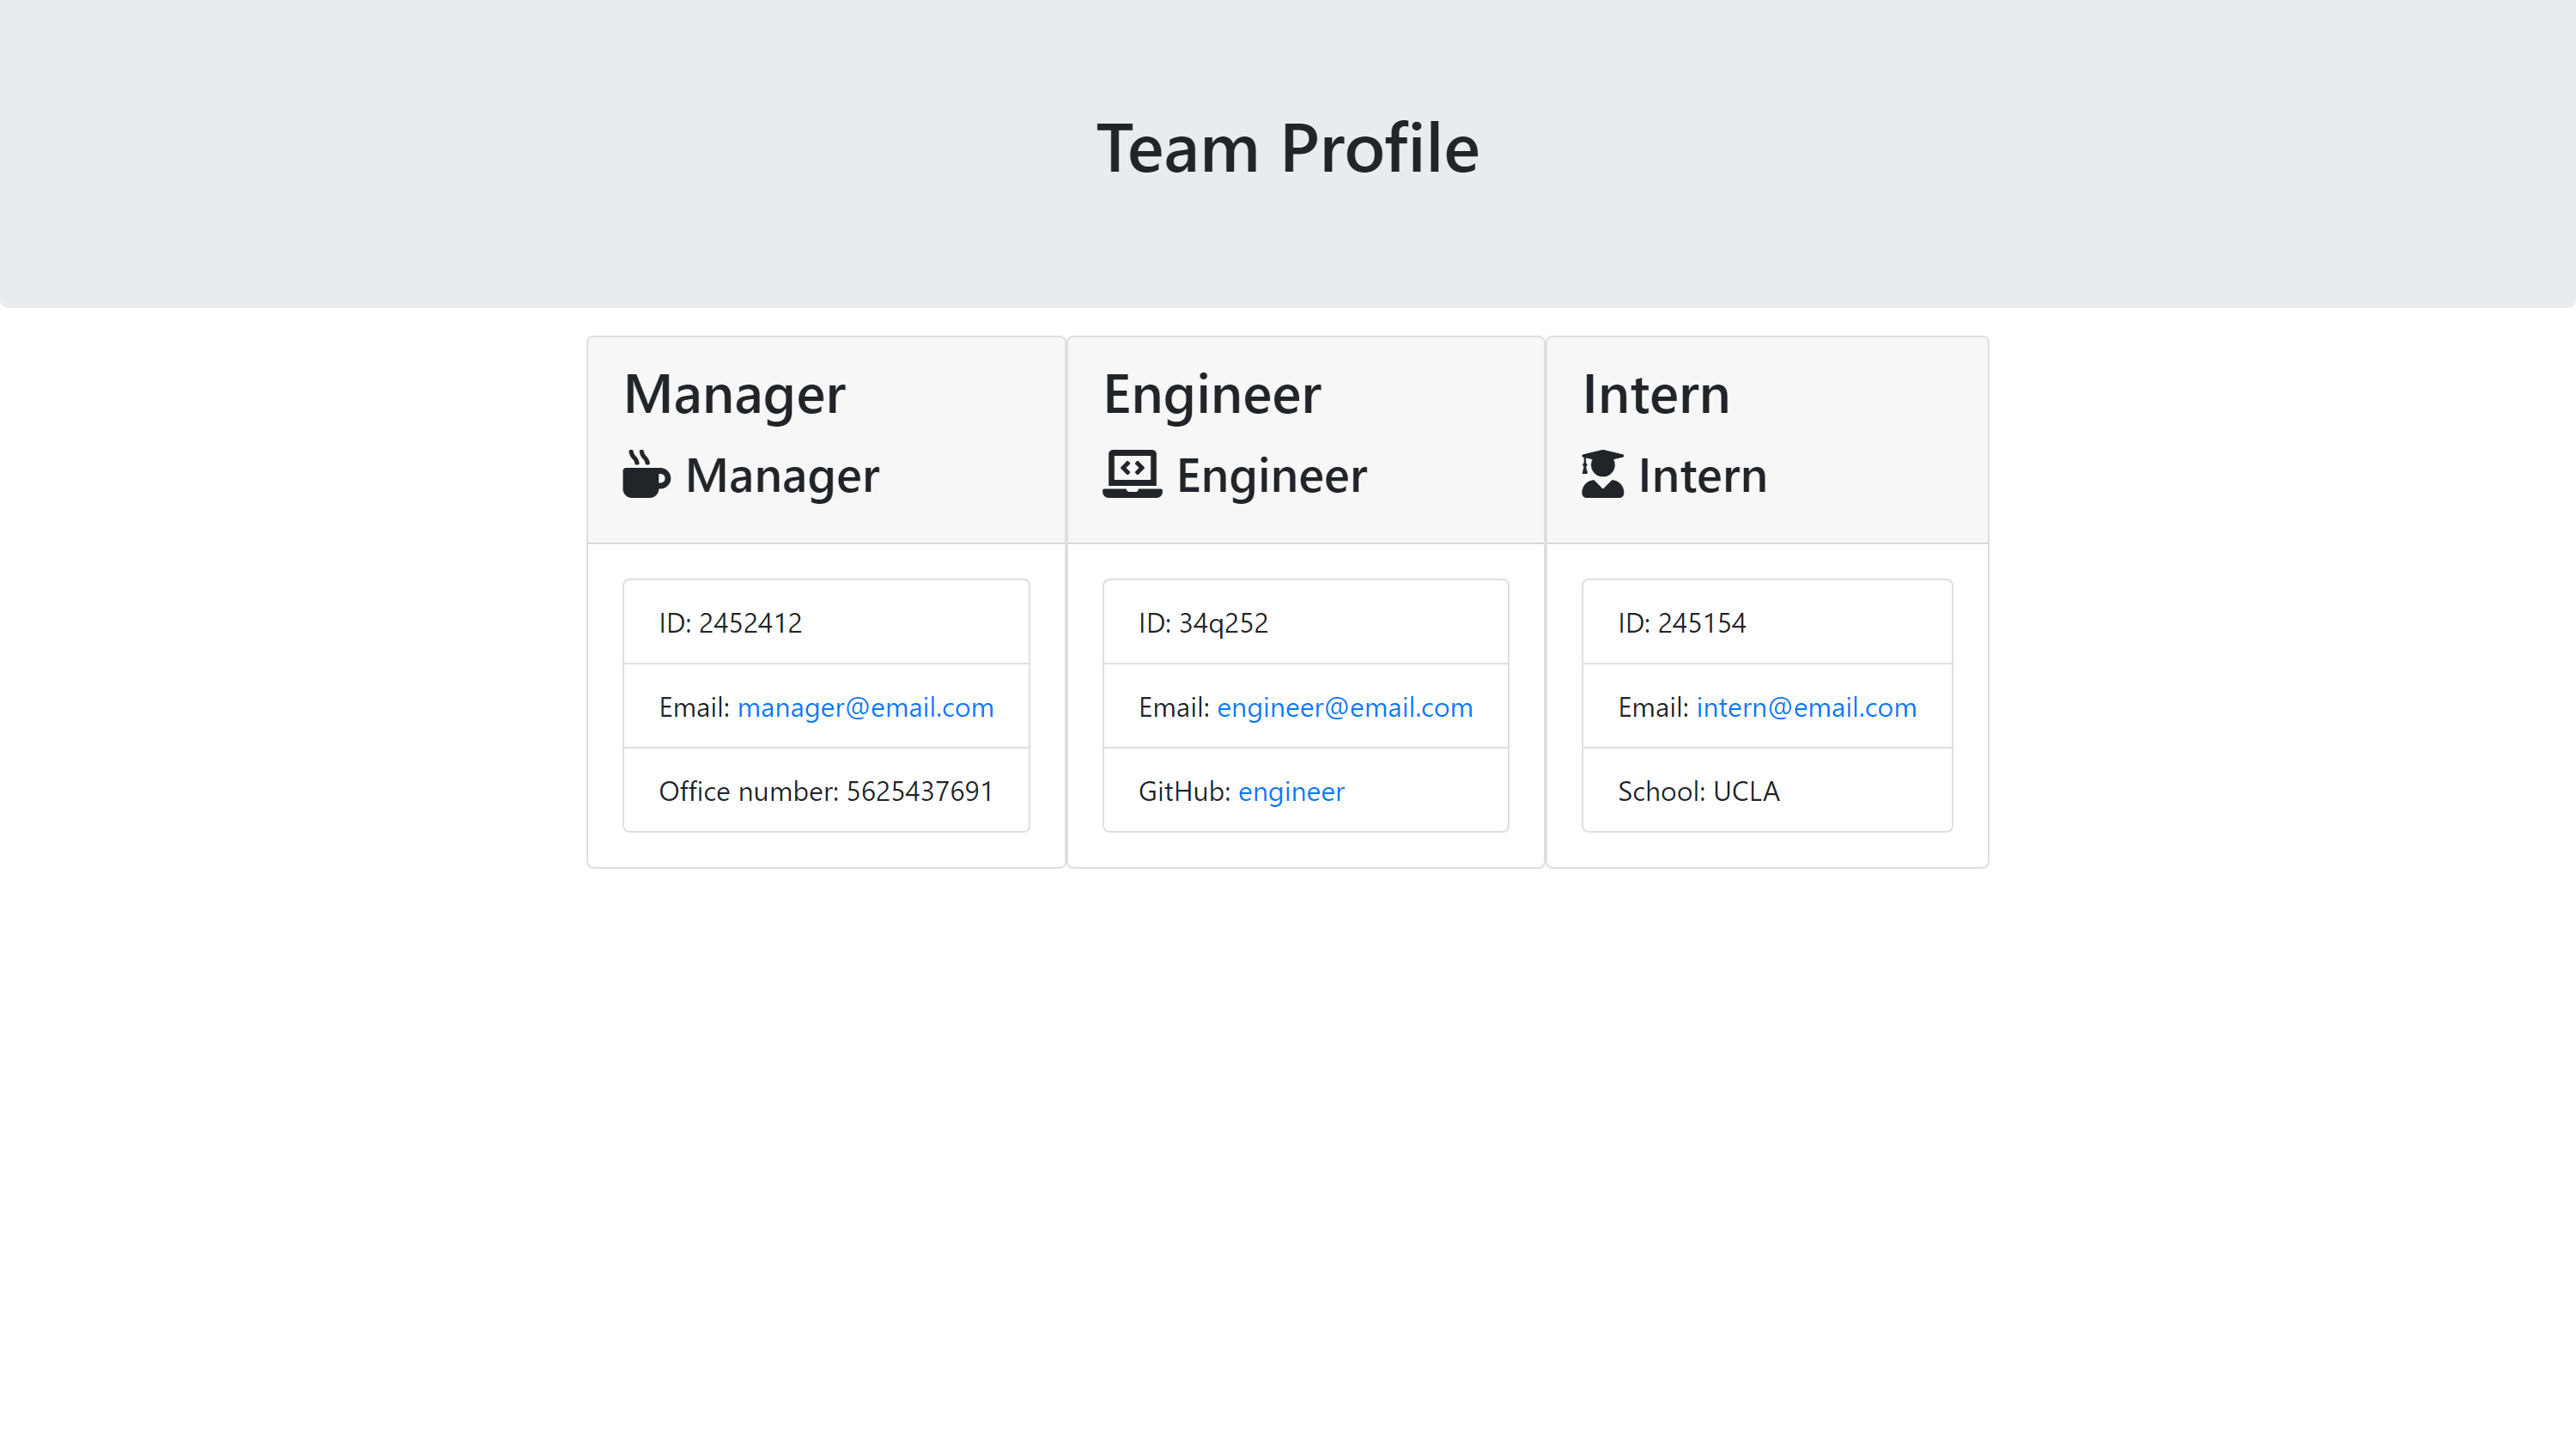 Team Profile
Manager
Manager
ID: 2452412
Email: manager@email.com
Office number: 5625437691
Engineer
Engineer
ID: 34q252
Email: engineer@email.com
GitHub: engineer
Intern
Intern
ID: 245154
Email: intern@email.com
School: UCLA